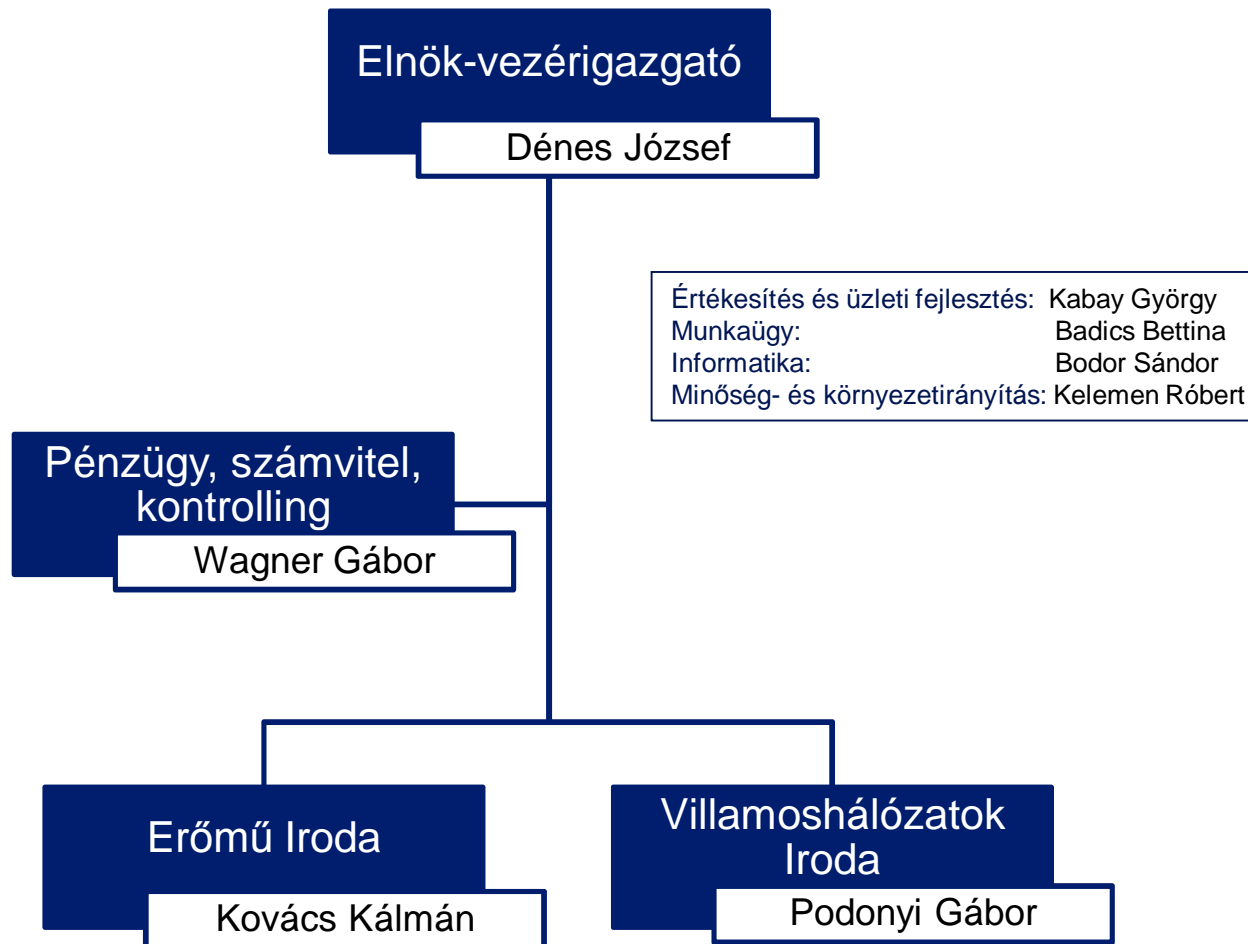 Elnök-vezérigazgató
Dénes József
Értékesítés és üzleti fejlesztés: Kabay György
Munkaügy: Badics Bettina
Informatika: Bodor Sándor
Minőség- és környezetirányítás: Kelemen Róbert
Pénzügy, számvitel,
kontrolling
Wagner Gábor
Erőmű Iroda
Kovács Kálmán
Villamoshálózatok
Iroda
Podonyi Gábor